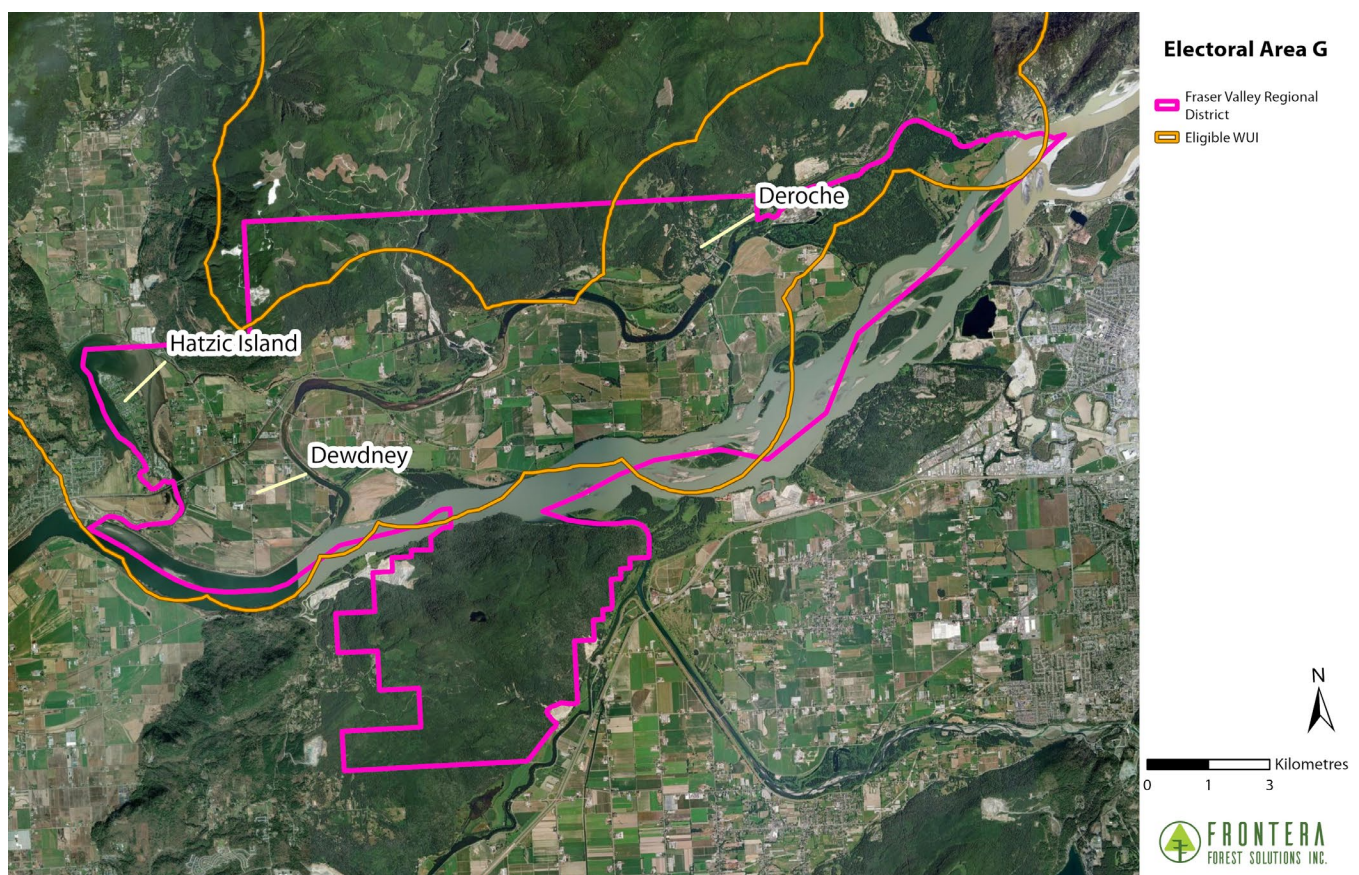 Electoral Area G
Fraser Valley Regional
District
Eligible WUI
Deroche
Hatzic Island
Dewdney
N
Kilometres
0 1 3
FRONTERA
FOREST SOLUTIONS INC.